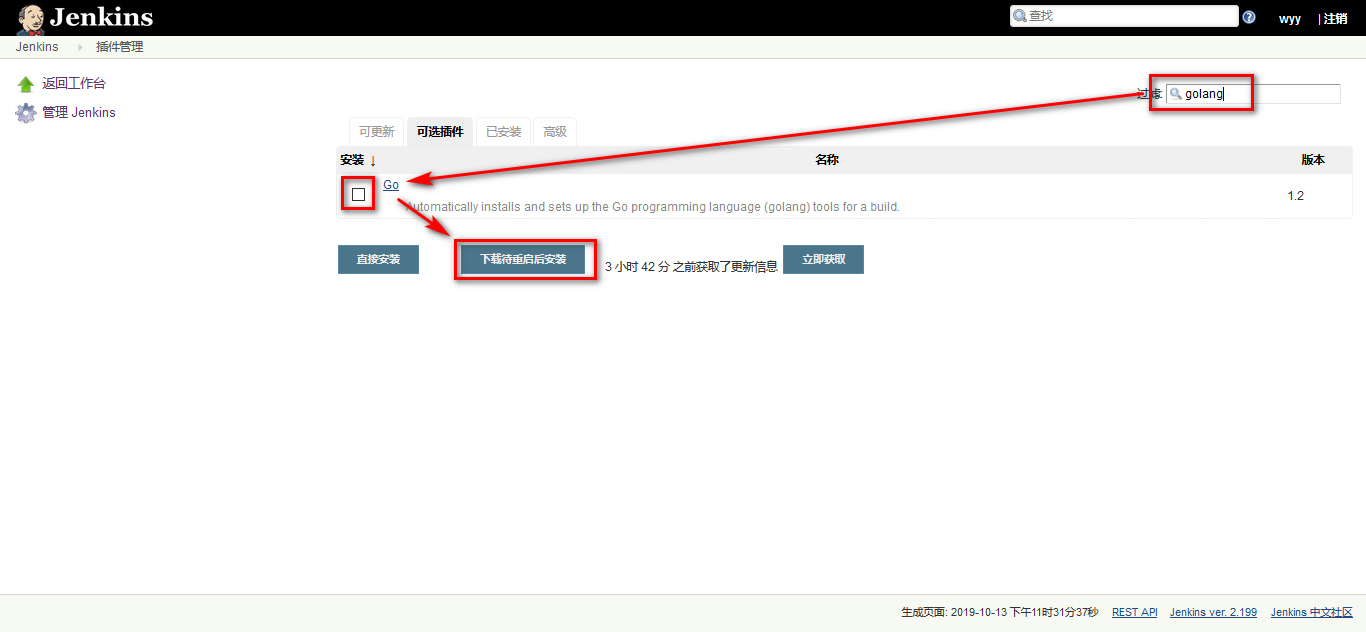 Jenkins
查找
wyy
| 注销
Jenkins
插件管理
返回工作台
管理 Jenkins
过虑:
golang
可更新
可选插件
已安装
高级
安装 ↓
名称
版本
Go
Automatically installs and sets up the Go programming language (golang) tools for a build.
1.2
直接安装
下载待重启后安装
3 小时 42 分 之前获取了更新信息
立即获取
生成页面: 2019-10-13 下午11时31分37秒
REST API
Jenkins ver. 2.199
Jenkins 中文社区